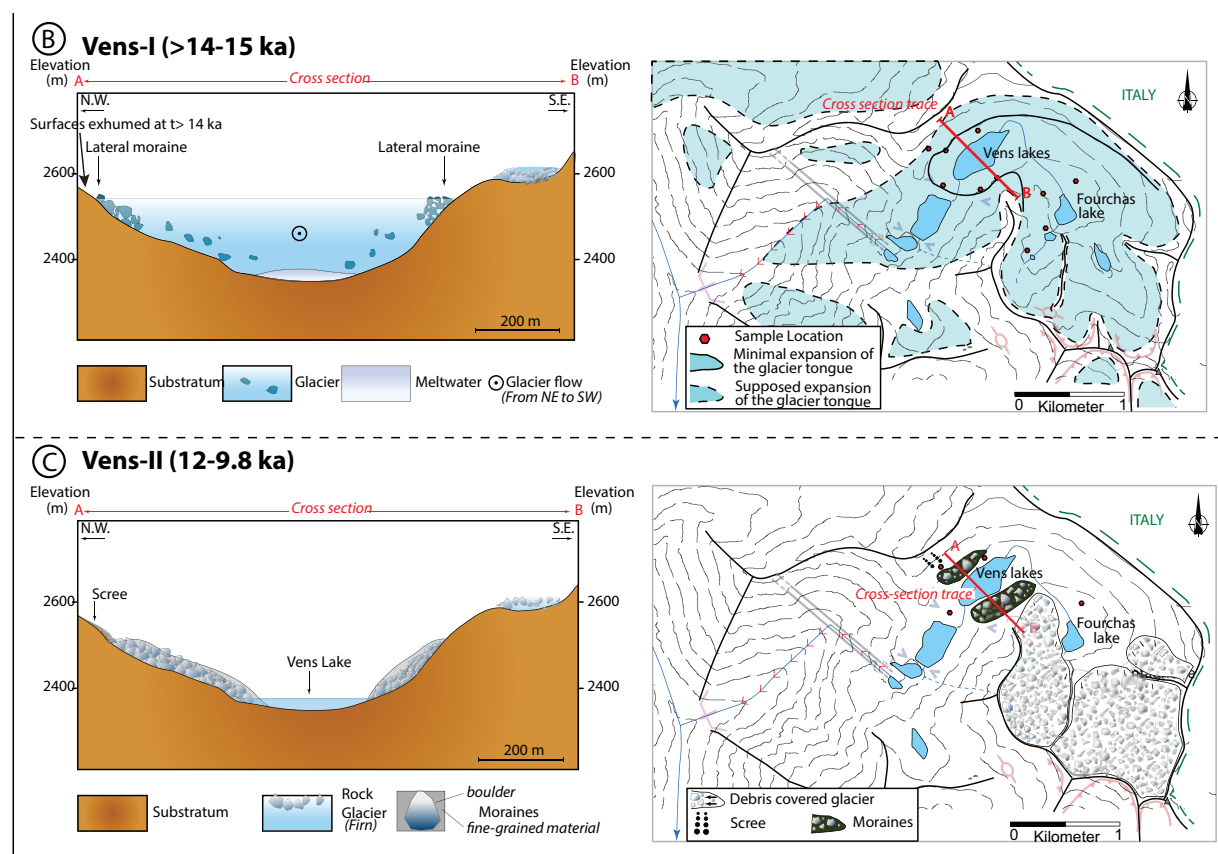 B Vens-I (>14-15 ka)
Elevation
(m)
A
Cross section
B
Elevation
(m)
N.W.
S.E.
Surfaces exhumed at t> 14 ka
Lateral moraine
Lateral moraine
2600
2600
2400
2400
200 m
Substratum
Glacier
Meltwater
Glacier flow
(From NE to SW)
Cross section trace
A
B
ITALY
Vens lakes
Fourchas
lake
Sample Location
Minimal expansion of
the glacier tongue
Supposed expansion
of the glacier tongue
0 Kilometer 1
C Vens-II (12-9.8 ka)
Elevation
(m)
A
Cross section
B
Elevation
(m)
N.W.
S.E.
Scree
2600
2600
Vens Lake
2400
2400
200 m
Substratum
Rock
Glacier
(Firn)
boulder
Moraines
fine-grained material
ITALY
A
Vens lakes
Cross-section trace
Fourchas
lake
Debris covered glacier
Scree
Moraines
0 Kilometer 1